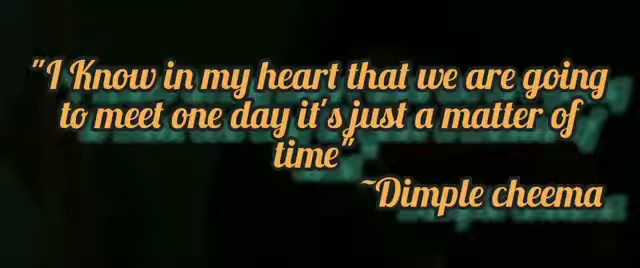 "I Know in my heart that we are going
to meet one day it's just a matter of
time"
~Dimple cheema